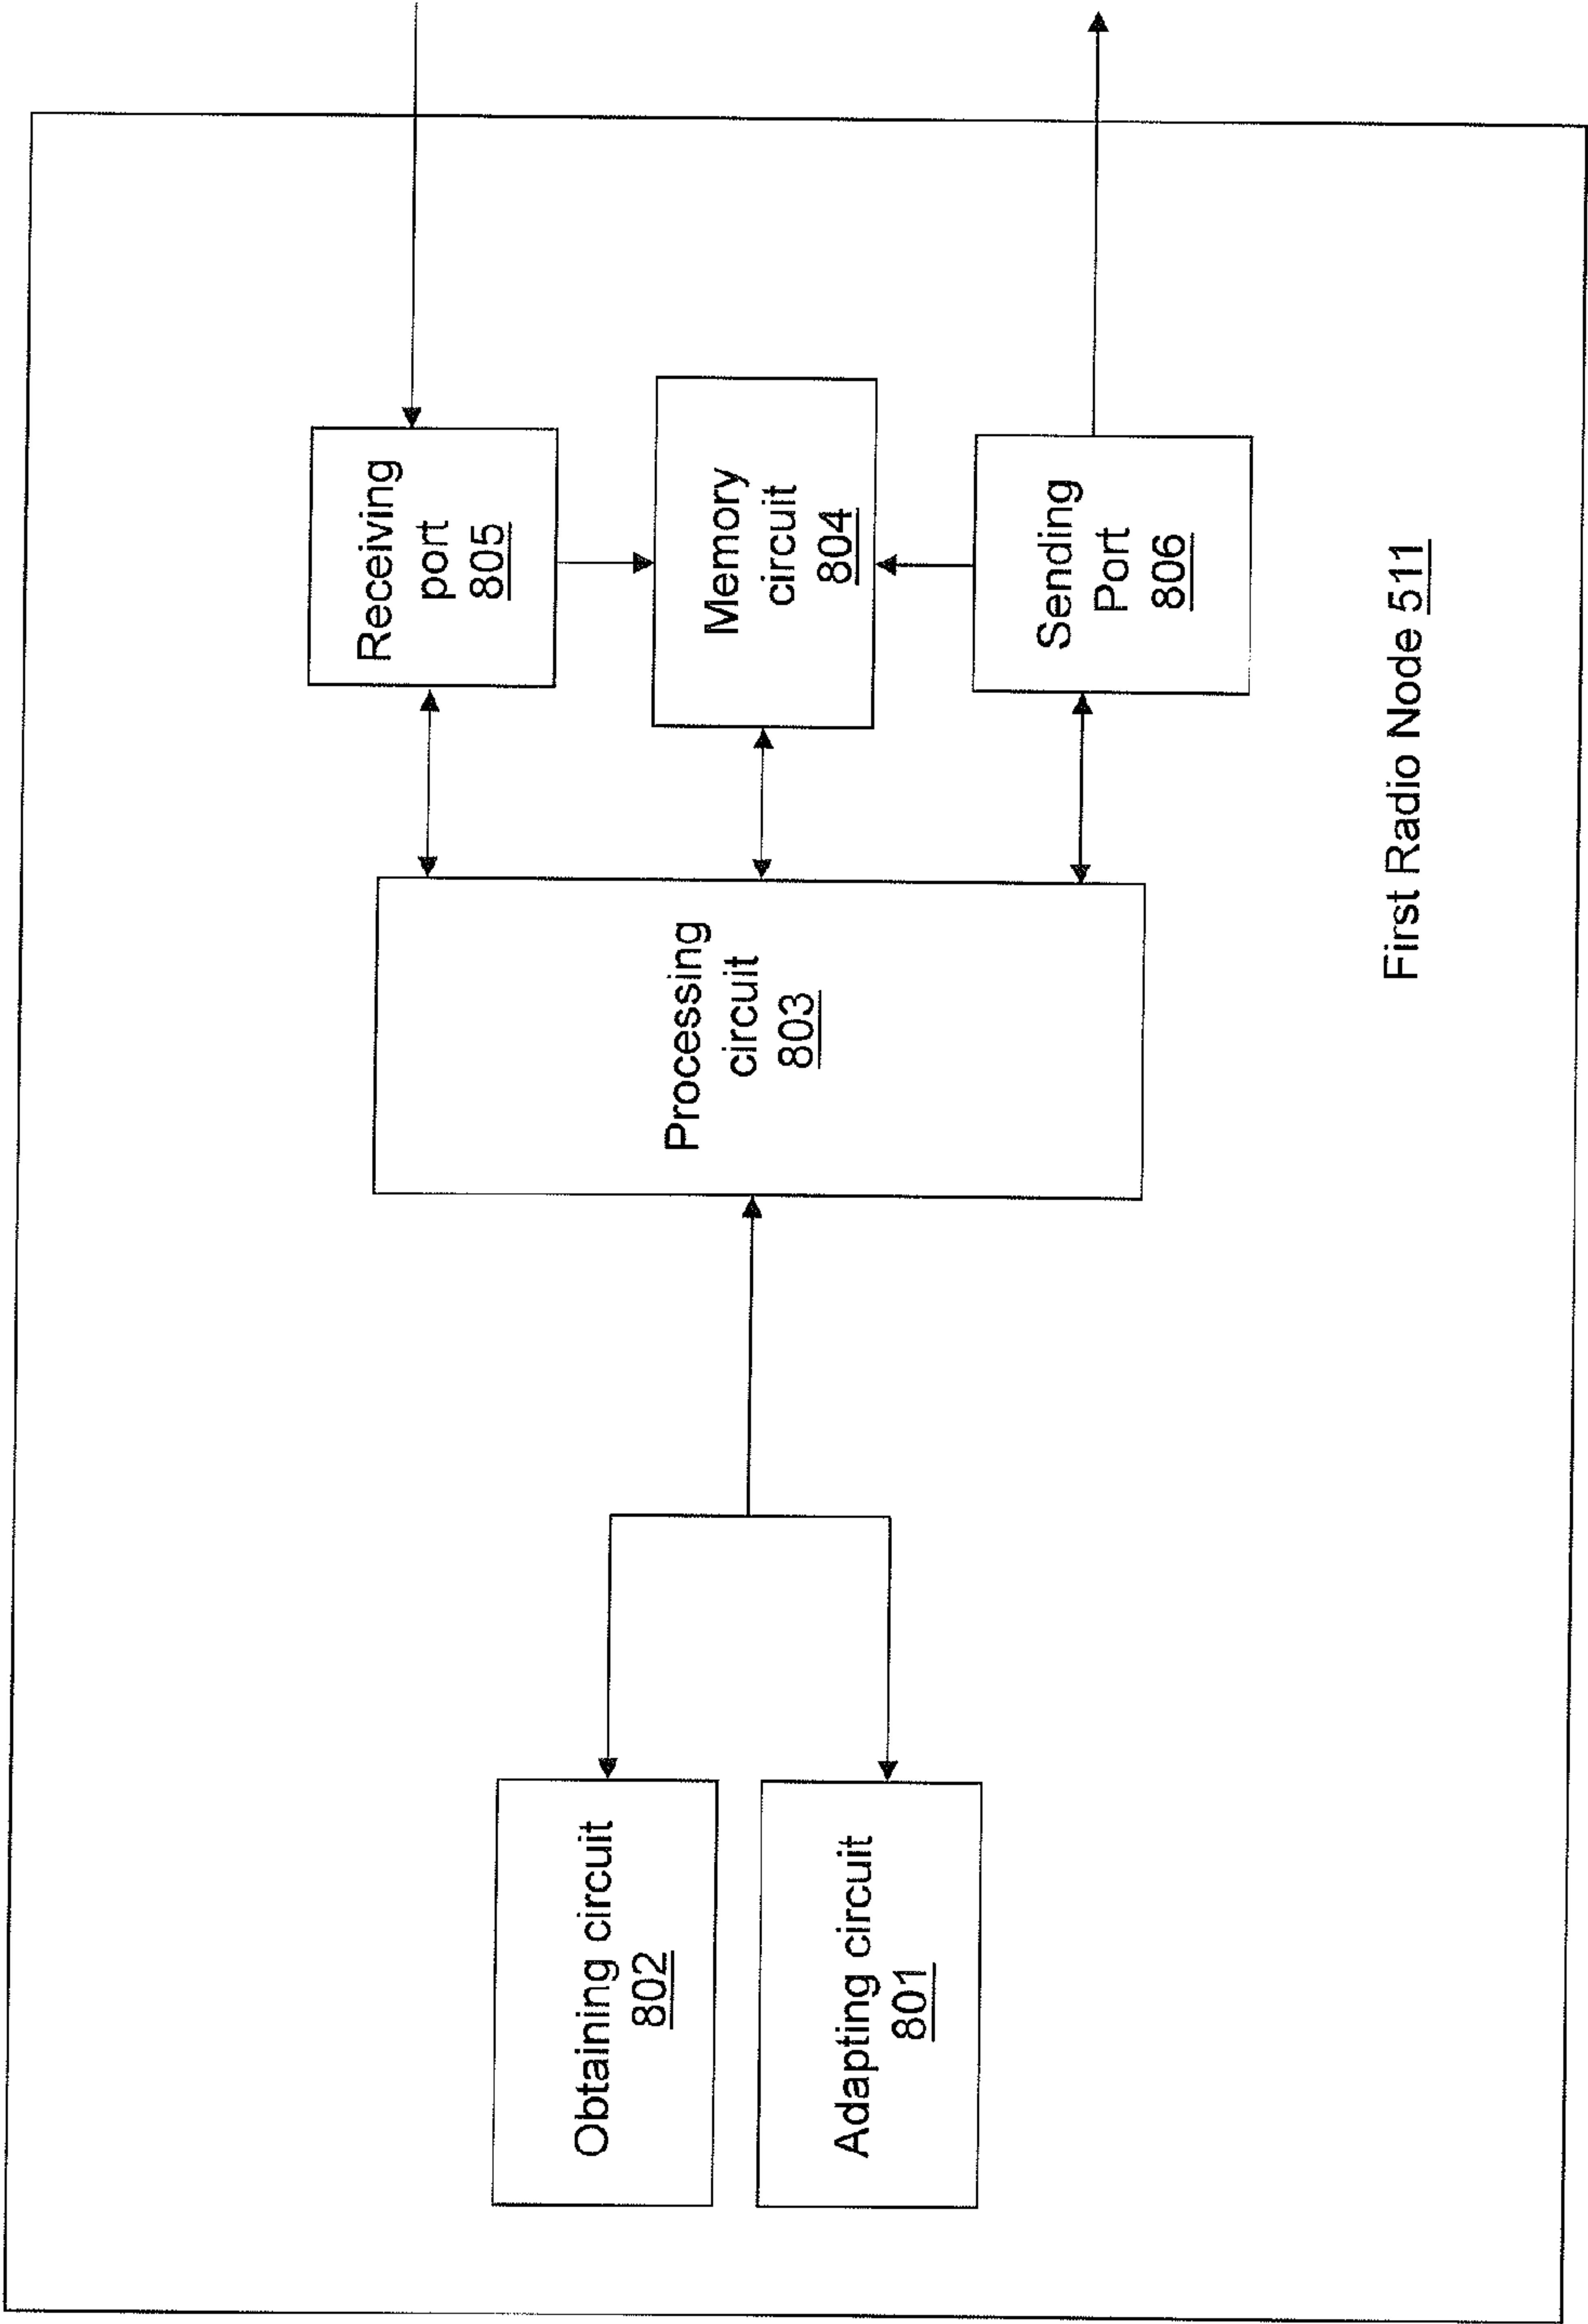 Obtaining circuit
802
Adapting circuit
801
Processing
circuit
803
Receiving
port
805
Memory
circuit
804
Sending
Port
806
First Radio Node 511